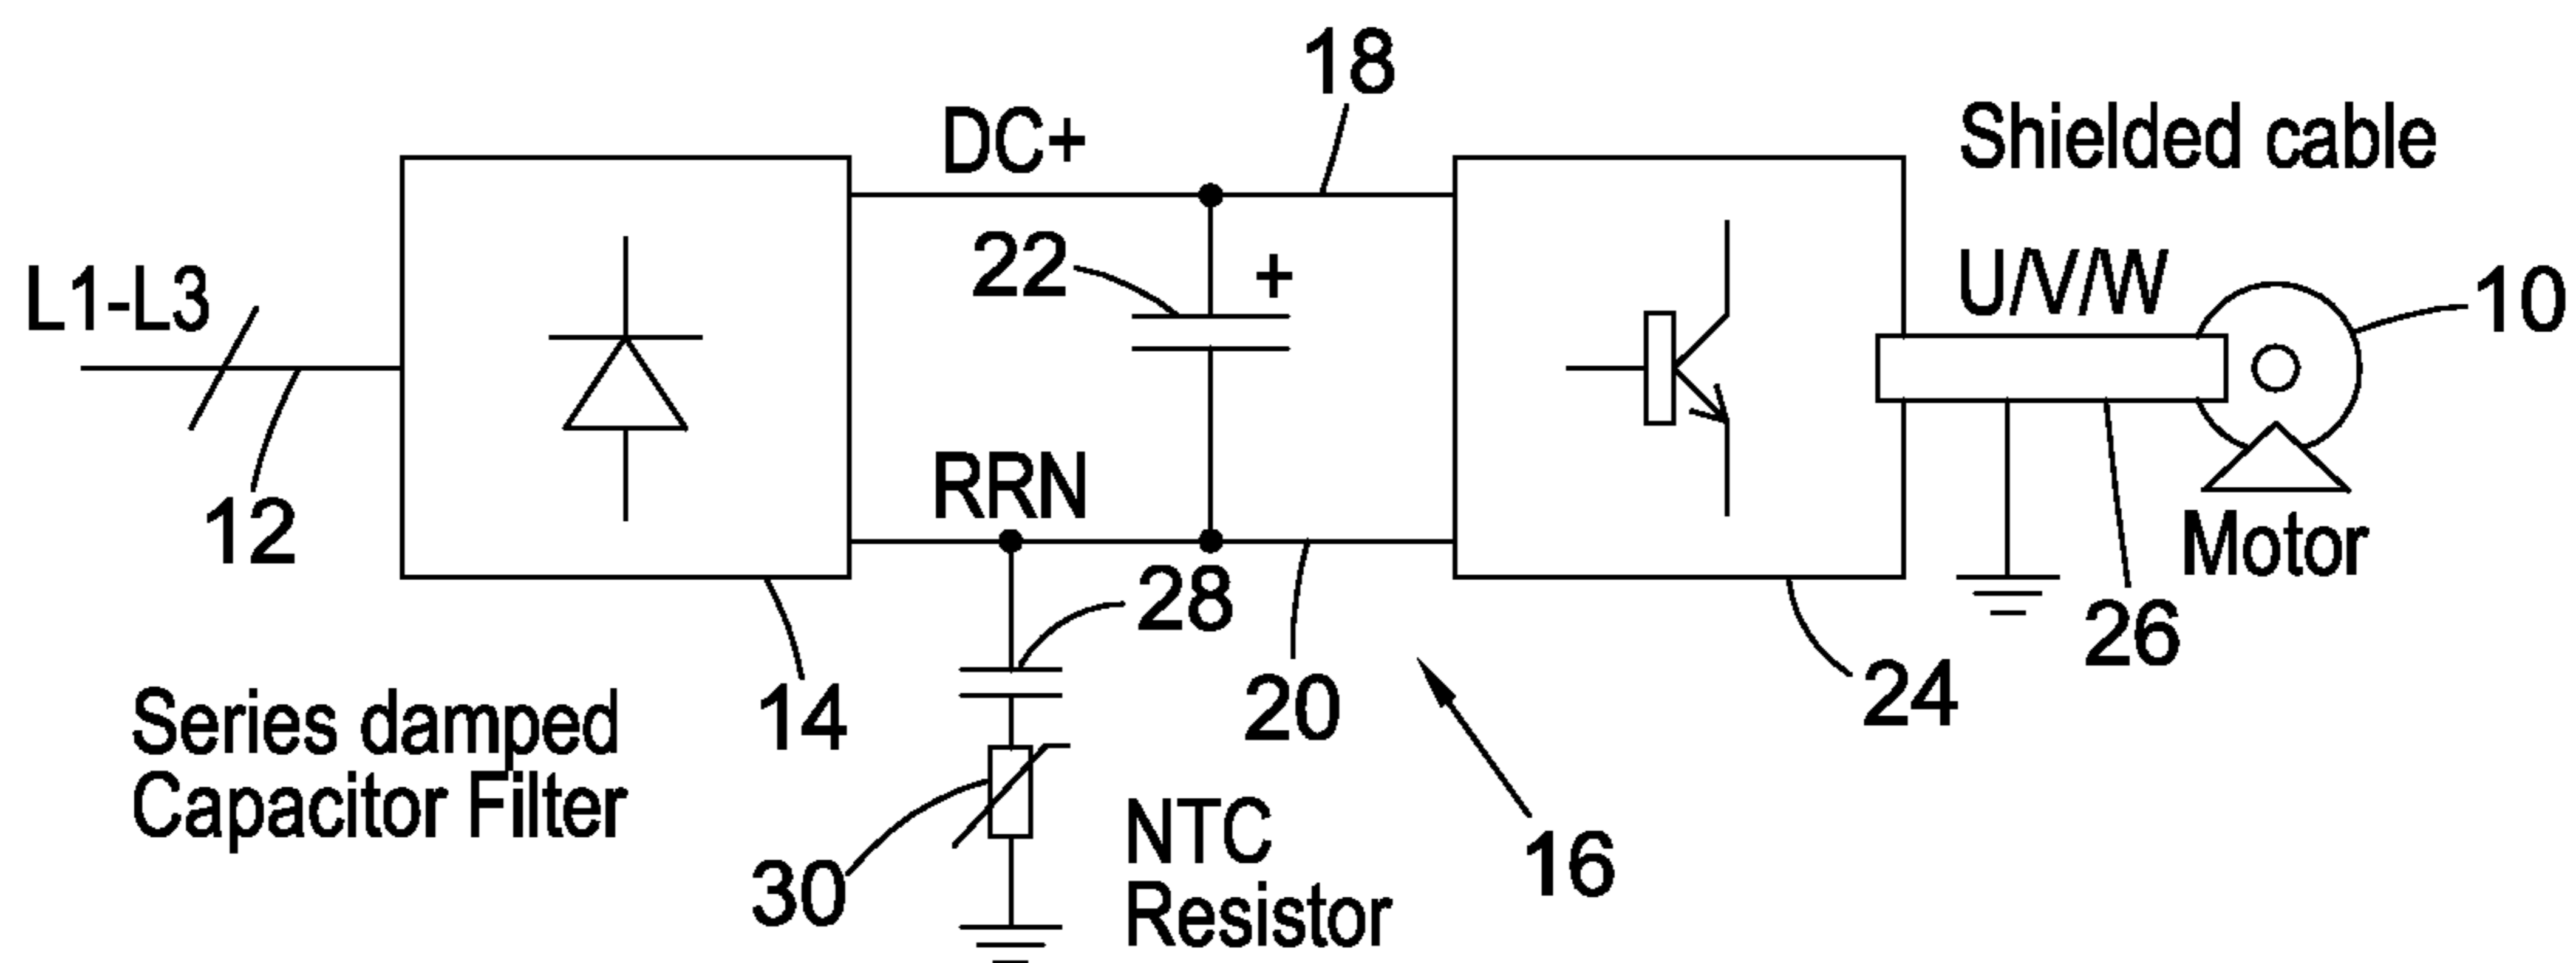 18
DC+
Shielded cable
22
+
U/V/W
L1-L3
10
RRN
12
Motor
28
26
14
20
24
Series damped
Capacitor Filter
NTC
Resistor
30
16